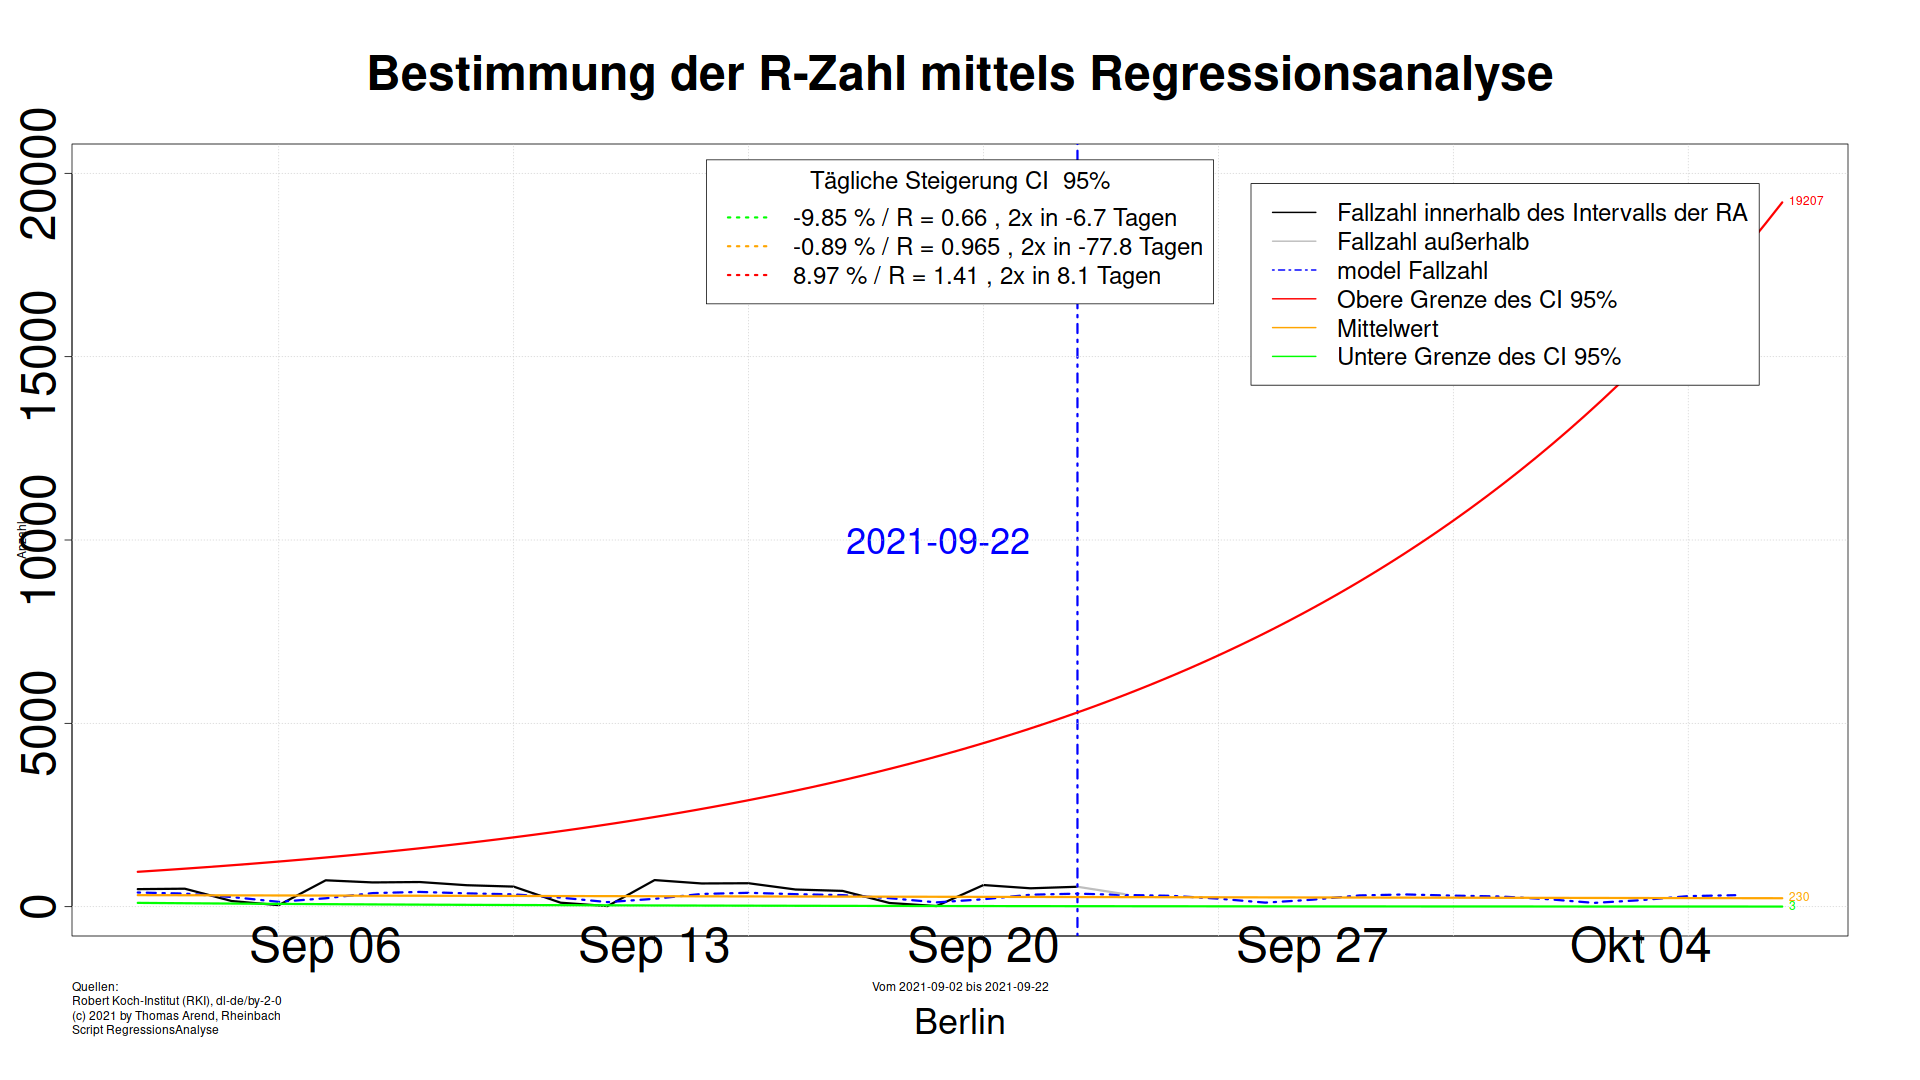 Bestimmung der R-Zahl mittels Regressionsanalyse
20000
15000
10000
5000
0
Anzahl
Tägliche Steigerung CI  95%
-9.85 % / R = 0.66 , 2x in -6.7 Tagen
-0.89 % / R = 0.965 , 2x in -77.8 Tagen
8.97 % / R = 1.41 , 2x in 8.1 Tagen
Fallzahl innerhalb des Intervalls der RA
Fallzahl außerhalb
model Fallzahl
Obere Grenze des CI 95%
Mittelwert
Untere Grenze des CI 95%
19207
2021-09-22
230
3
Sep 06
Sep 13
Sep 20
Sep 27
Okt 04
Quellen:
Robert Koch-Institut (RKI), dl-de/by-2-0
(c) 2021 by Thomas Arend, Rheinbach
Script RegressionsAnalyse
Vom 2021-09-02 bis 2021-09-22
Berlin